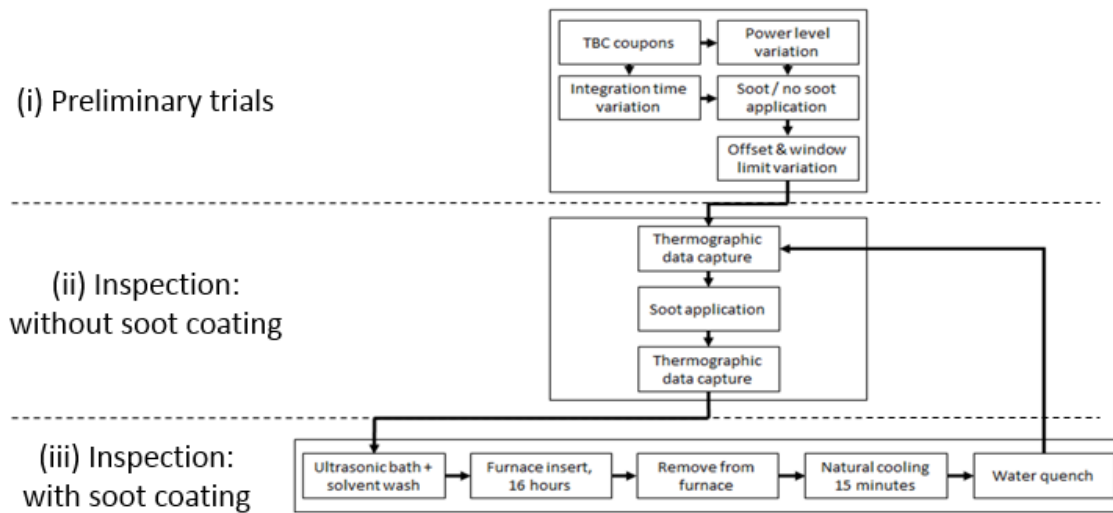 (i) Preliminary trials
TBC coupons
Power level
variation
Integration time
variation
Soot / no soot
application
Offset & window
limit variation
(ii) Inspection:
without soot coating
Thermographic
data capture
Soot application
Thermographic
data capture
(iii) Inspection:
with soot coating
Ultrasonic bath +
solvent wash
Furnace insert,
16 hours
Remove from
furnace
Natural cooling
15 minutes
Water quench